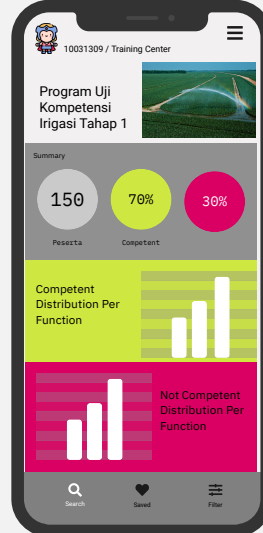 10031309 / Training Center
Program Uji
Kompetensi
Irigasi Tahap 1
Summary
150
70%
30%
Peserta
Competent
Competent
Distribution Per
Function
Not Competent
Distribution Per
Function
Search
Saved
Filter